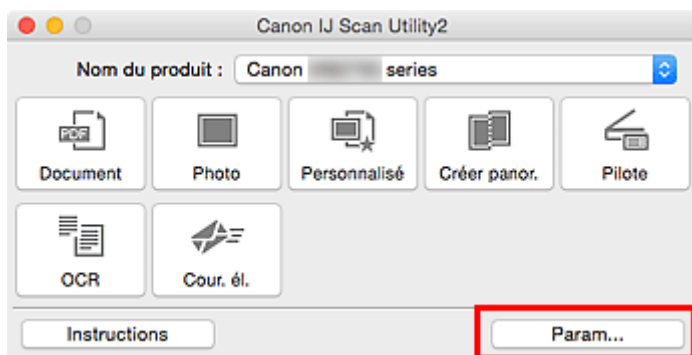 Canon IJ Scan Utility2
Nom du produit : Canon series
PDF
Document Photo Personnalisé Créer panor. Pilote
OCR Cour. él.
Instructions Param...